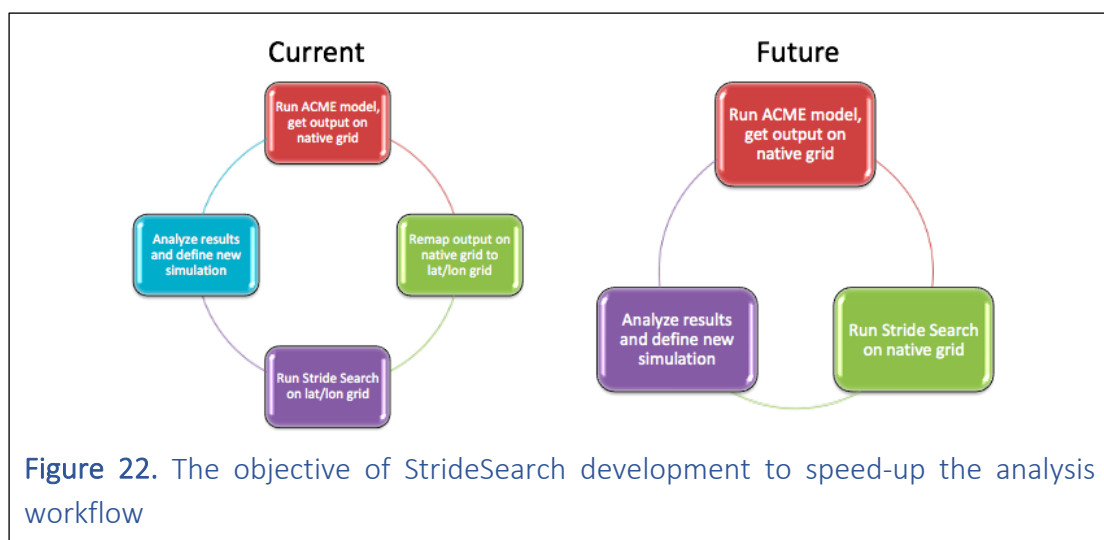 Current
Run ACME model,
get output on
native grid
Remap output on
native grid to
lat/lon grid
Run Stride Search
on lat/lon grid
Analyze results
and define new
simulation
Future
Run ACME model,
get output on
native grid
Run Stride Search
on native grid
Analyze results
and define new
simulation
Figure 22. The objective of StrideSearch development to speed-up the analysis
workflow